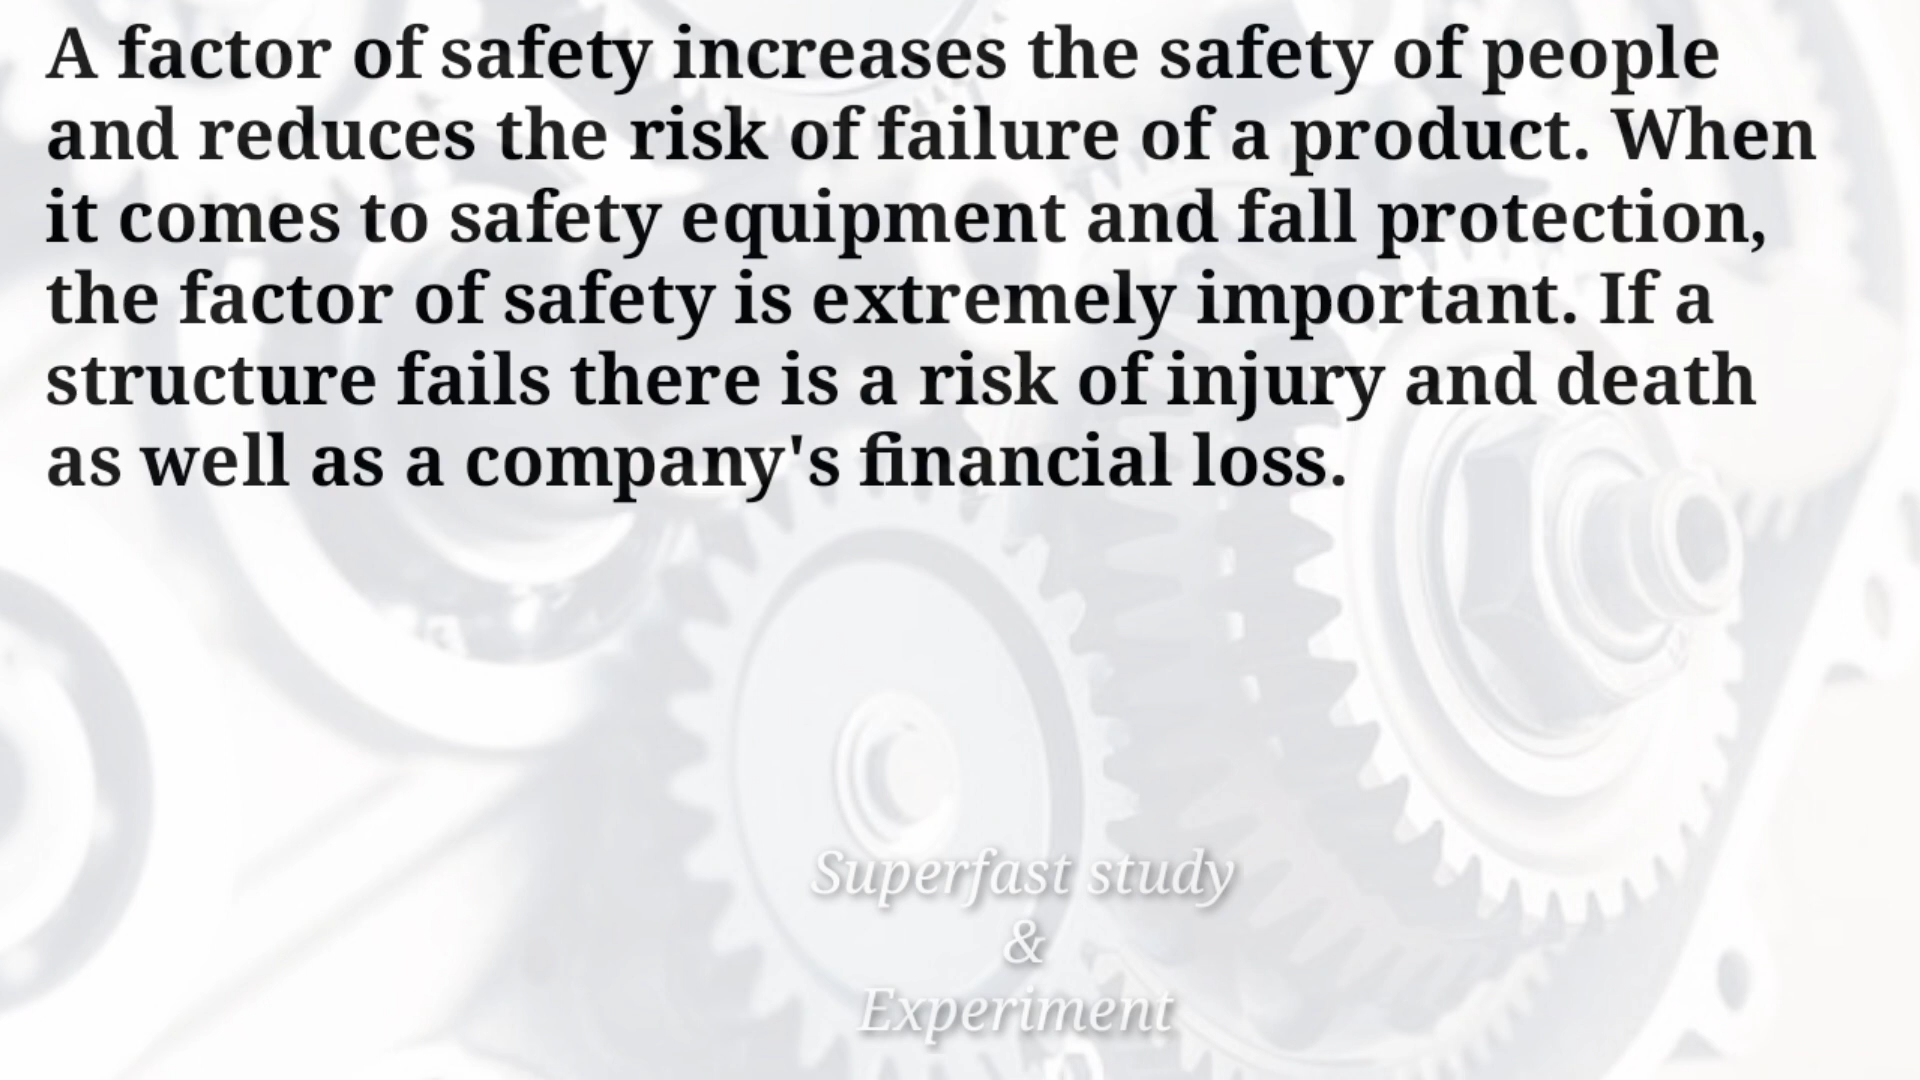 A factor of safety increases the safety of people
and reduces the risk of failure of a product. When
it comes to safety equipment and fall protection,
the factor of safety is extremely important. If a
structure fails there is a risk of injury and death
as well as a company's financial loss.
Superfast study
&
Experiment